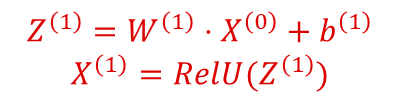 Z⁽¹⁾ = W⁽¹⁾ · X⁽⁰⁾ + b⁽¹⁾
X⁽¹⁾ = RelU(Z⁽¹⁾)